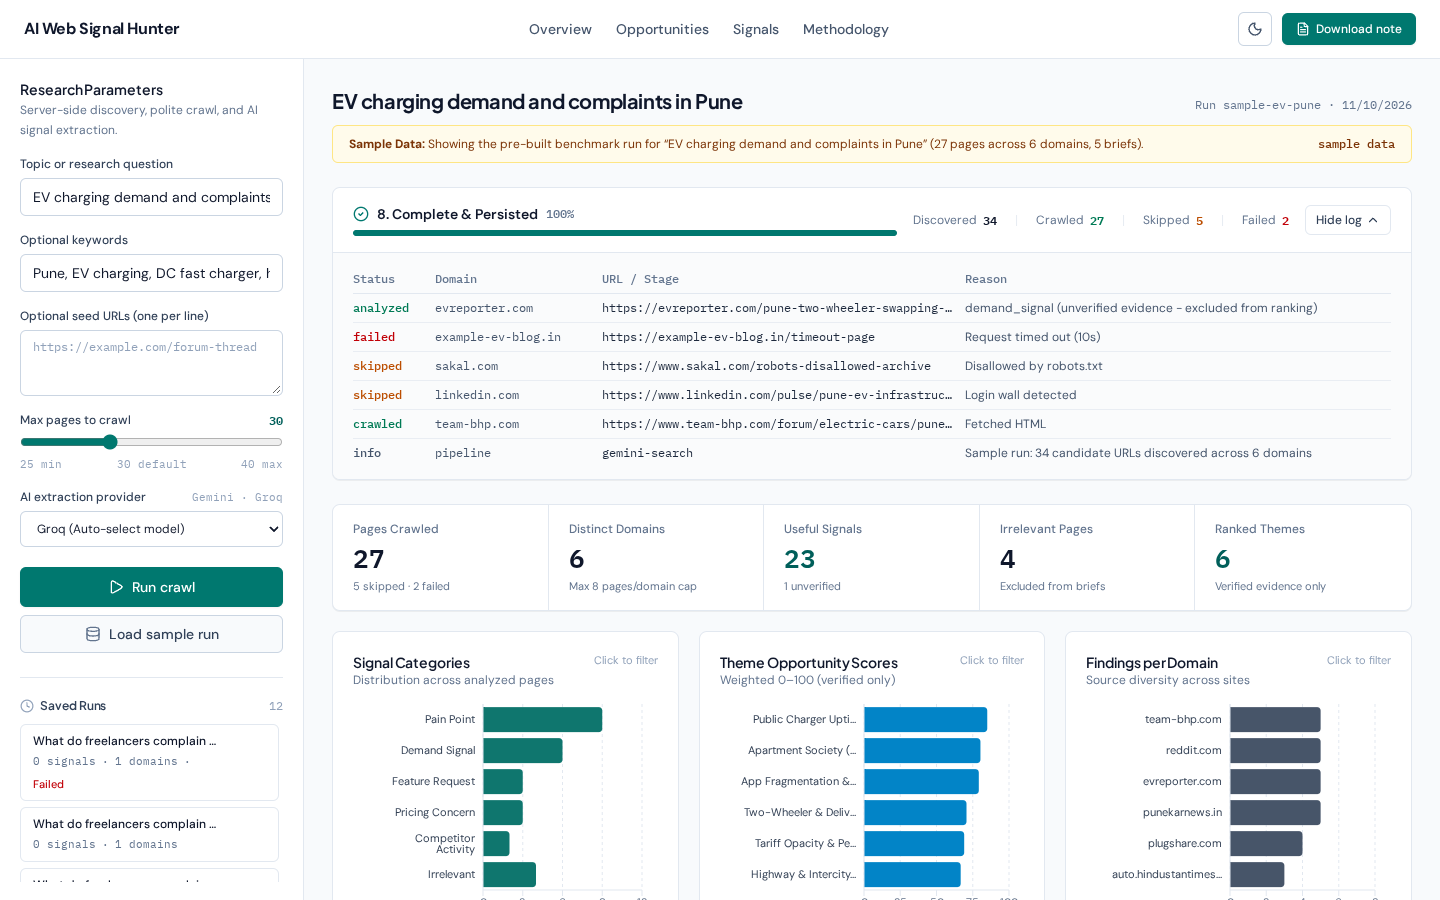 AI Web Signal Hunter
Overview Opportunities Signals Methodology
Download note
Research Parameters
Server-side discovery, polite crawl, and AI
signal extraction.
Topic or research question
EV charging demand and complaints
Optional keywords
Pune, EV charging, DC fast charger, h
Optional seed URLs (one per line)
https://example.com/forum-thread
Max pages to crawl 30
25 min 30 default 40 max
AI extraction provider Gemini · Groq
Groq (Auto-select model)
Run crawl
Load sample run
Saved Runs 12
What do freelancers complain …
0 signals · 1 domains ·
Failed
What do freelancers complain …
0 signals · 1 domains
EV charging demand and complaints in Pune
Run sample-ev-pune · 11/10/2026
Sample Data: Showing the pre-built benchmark run for "EV charging demand and complaints in Pune" (27 pages across 6 domains, 5 briefs). sample data
8. Complete & Persisted 100%
Discovered 34 Crawled 27 Skipped 5 Failed 2 Hide log
Status Domain URL / Stage Reason
analyzed evreporter.com https://evreporter.com/pune-two-wheeler-swapping-… demand_signal (unverified evidence – excluded from ranking)
failed example-ev-blog.in https://example-ev-blog.in/timeout-page Request timed out (10s)
skipped sakal.com https://www.sakal.com/robots-disallowed-archive Disallowed by robots.txt
skipped linkedin.com https://www.linkedin.com/pulse/pune-ev-infrastruc… Login wall detected
crawled team-bhp.com https://www.team-bhp.com/forum/electric-cars/pune… Fetched HTML
info pipeline gemini-search Sample run: 34 candidate URLs discovered across 6 domains
Pages Crawled
27
5 skipped · 2 failed
Distinct Domains
6
Max 8 pages/domain cap
Useful Signals
23
1 unverified
Irrelevant Pages
4
Excluded from briefs
Ranked Themes
6
Verified evidence only
Signal Categories Click to filter
Distribution across analyzed pages
Pain Point
Demand Signal
Feature Request
Pricing Concern
Competitor
Activity
Irrelevant
Theme Opportunity Scores Click to filter
Weighted 0–100 (verified only)
Public Charger Upti…
Apartment Society (…
App Fragmentation &…
Two-Wheeler & Deliv…
Tariff Opacity & Pe…
Highway & Intercity…
Findings per Domain Click to filter
Source diversity across sites
team-bhp.com
reddit.com
evreporter.com
punekarnews.in
plugshare.com
auto.hindustantimes…